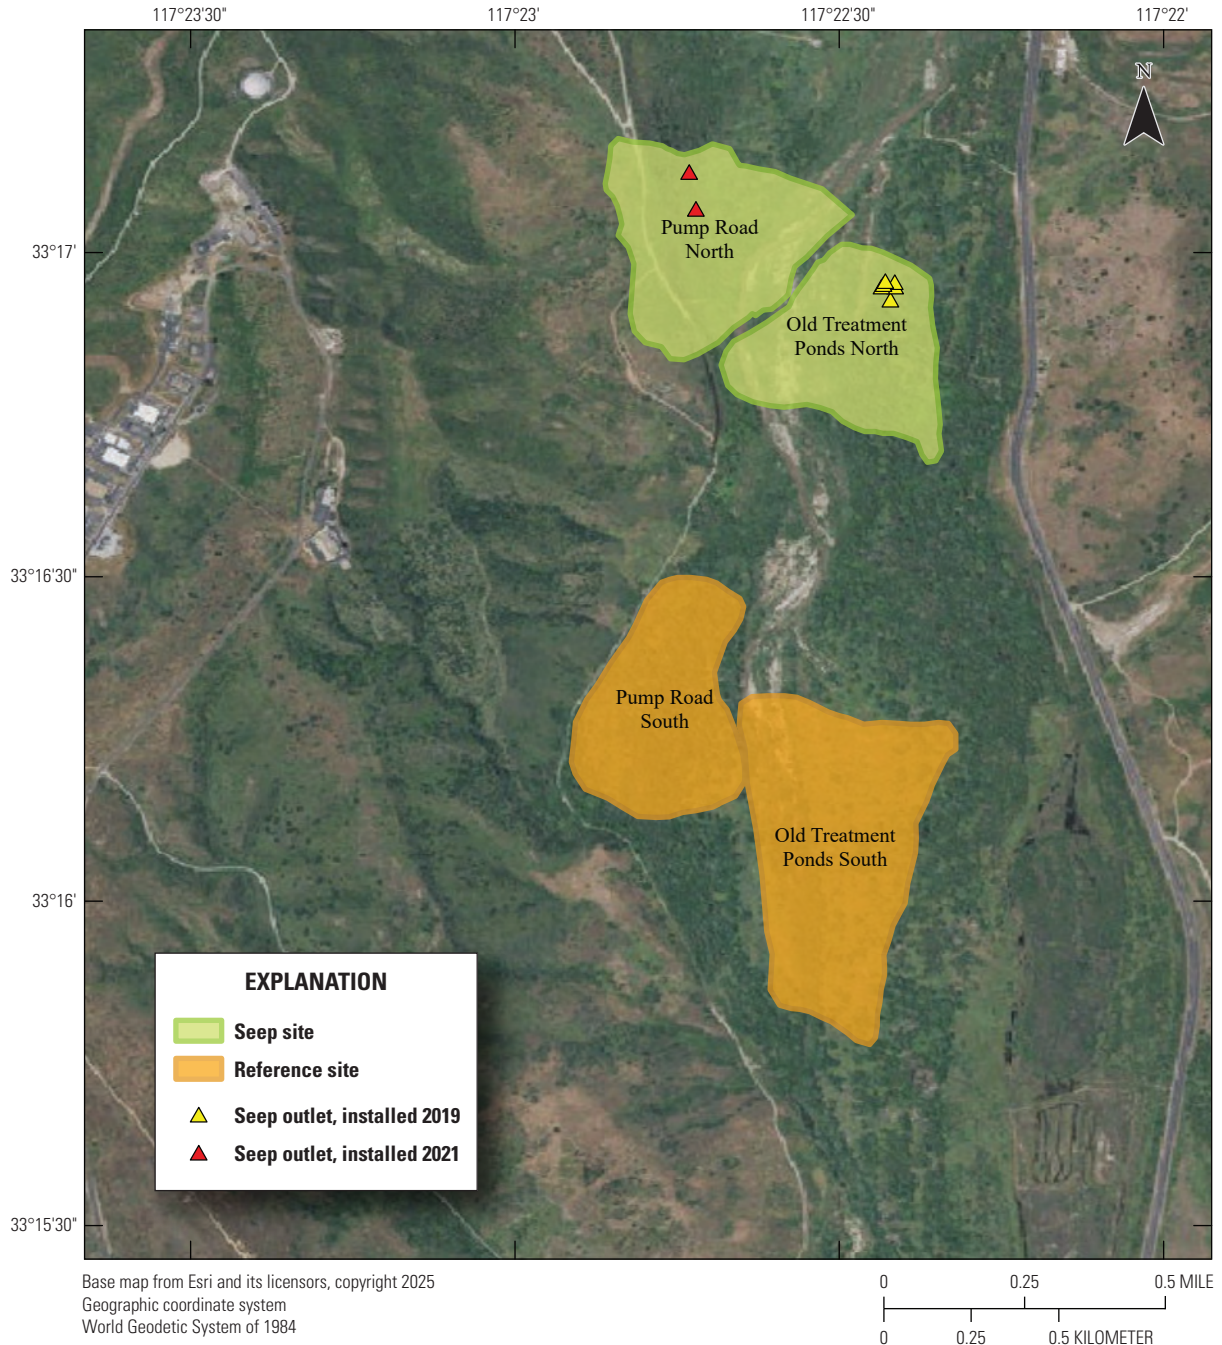 117°23'30"
117°23'
117°22'30"
117°22'
N
33°17'
33°16'30"
33°16'
33°15'30"
Pump Road
North
Old Treatment
Ponds North
Pump Road
South
Old Treatment
Ponds South
EXPLANATION
Seep site
Reference site
Seep outlet, installed 2019
Seep outlet, installed 2021
Base map from Esri and its licensors, copyright 2025
Geographic coordinate system
World Geodetic System of 1984
0 0.25 0.5 MILE
0 0.25 0.5 KILOMETER